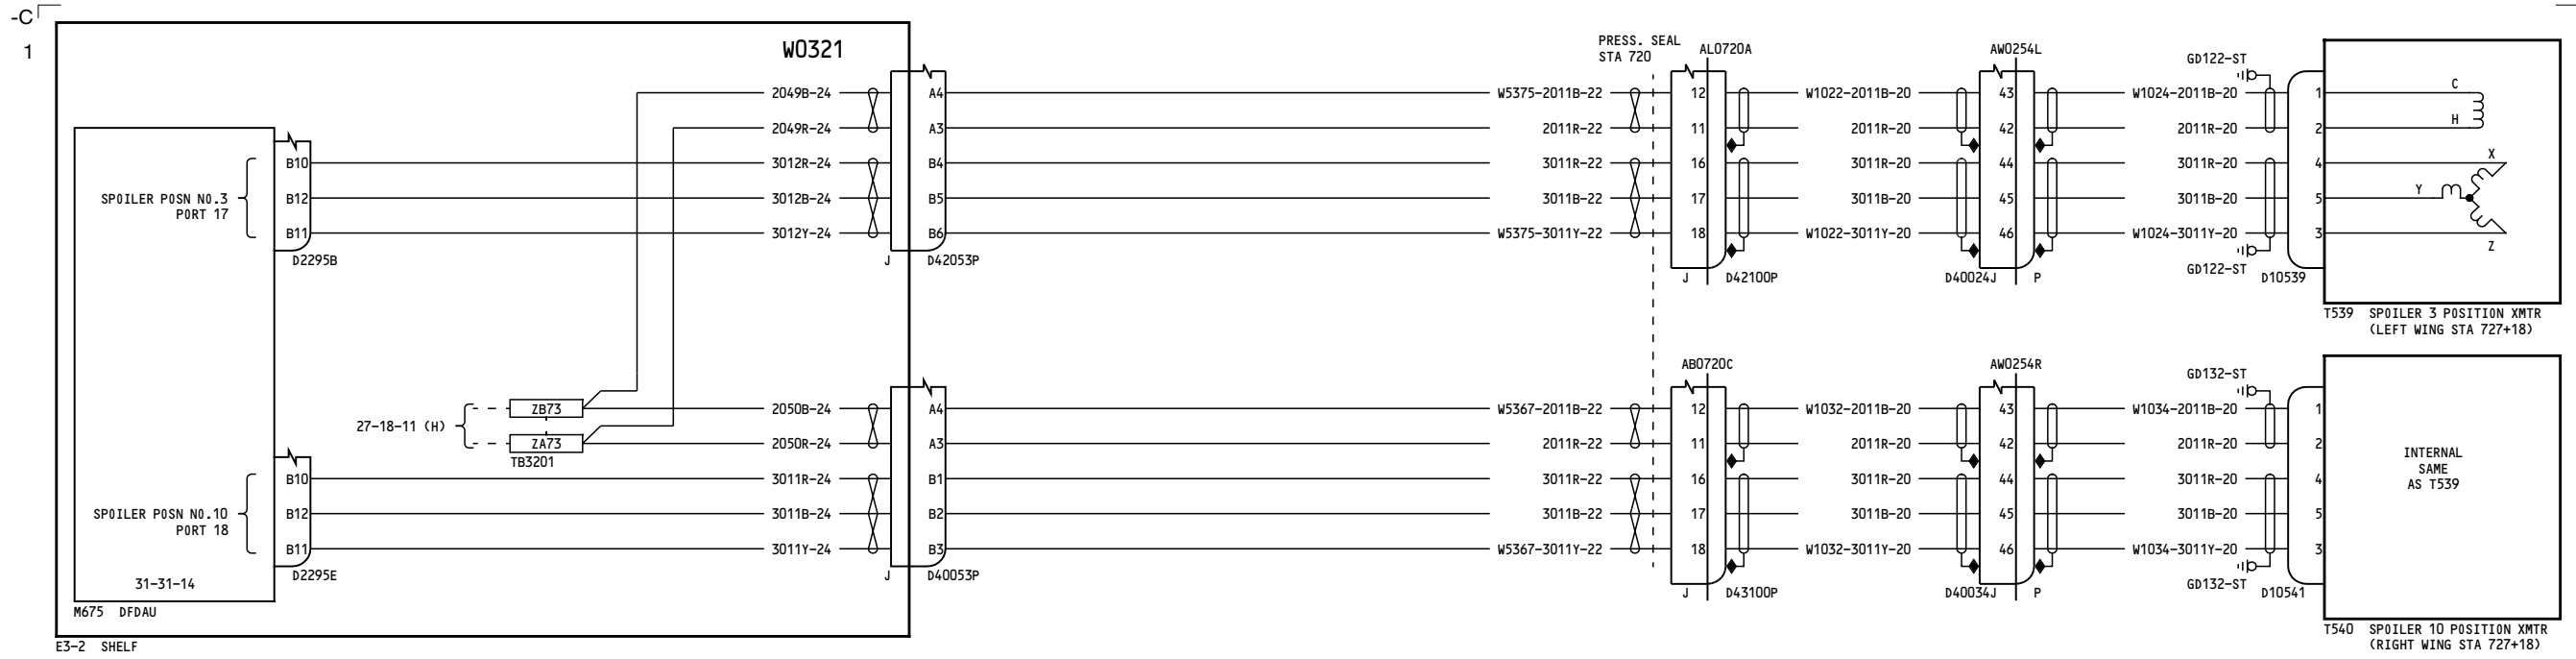 -C
1
W0321
2049B-24
2049R-24
3012R-24
3012B-24
3012Y-24
A4
A3
B4
B5
B6
J
D42053P
SPOILER POSN NO.3
PORT 17
B10
B12
B11
D2295B
27-18-11 (H)
ZB73
ZA73
TB3201
2050B-24
2050R-24
3011R-24
3011B-24
3011Y-24
A4
A3
B1
B2
B3
J
D40053P
SPOILER POSN NO.10
PORT 18
B10
B12
B11
D2295E
31-31-14
M675 DFDAU
E3-2 SHELF
PRESS. SEAL
STA 720
W5375-2011B-22
2011R-22
3011R-22
3011B-22
W5375-3011Y-22
AL0720A
12
11
16
17
18
J
D42100P
W1022-2011B-20
2011R-20
3011R-20
3011B-20
W1022-3011Y-20
AW0254L
43
42
44
45
46
D40024J
P
GD122-ST
W1024-2011B-20
2011R-20
3011R-20
3011B-20
W1024-3011Y-20
GD122-ST
D10539
1
2
4
5
3
C
H
X
Y
Z
T539 SPOILER 3 POSITION XMTR
(LEFT WING STA 727+18)
W5367-2011B-22
2011R-22
3011R-22
3011B-22
W5367-3011Y-22
AB0720C
12
11
16
17
18
J
D43100P
W1032-2011B-20
2011R-20
3011R-20
3011B-20
W1032-3011Y-20
AW0254R
43
42
44
45
46
D40034J
P
GD132-ST
W1034-2011B-20
2011R-20
3011R-20
3011B-20
W1034-3011Y-20
GD132-ST
D10541
1
2
4
5
3
INTERNAL
SAME
AS T539
T540 SPOILER 10 POSITION XMTR
(RIGHT WING STA 727+18)